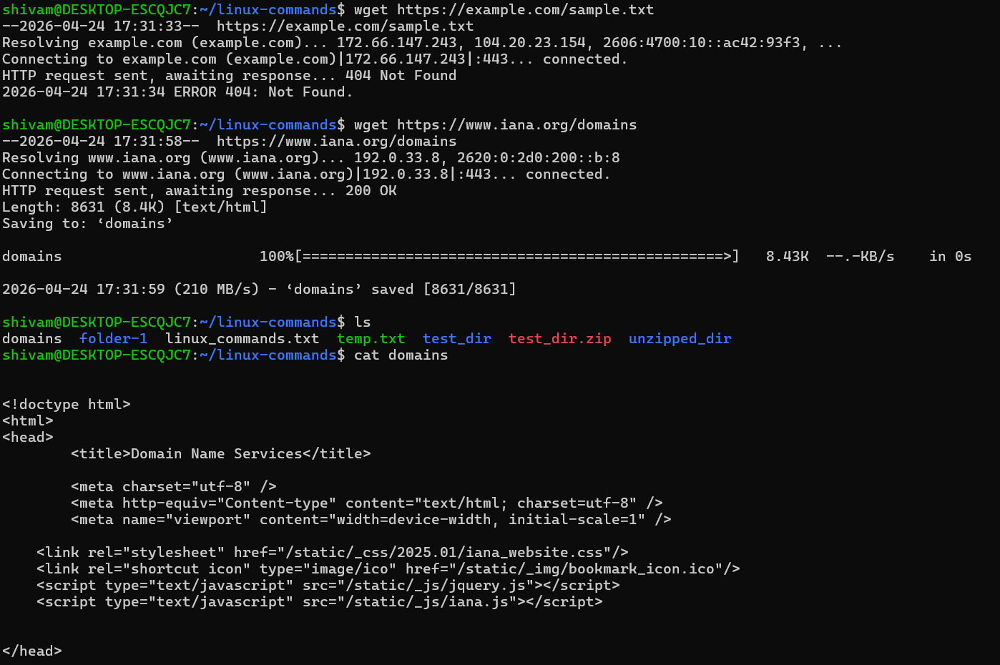 shivam@DESKTOP-ESCQJC7:~/linux-commands$ wget https://example.com/sample.txt
--2026-04-24 17:31:33--  https://example.com/sample.txt
Resolving example.com (example.com)... 172.66.147.243, 104.20.23.154, 2606:4700:10::ac42:93f3, ...
Connecting to example.com (example.com)|172.66.147.243|:443... connected.
HTTP request sent, awaiting response... 404 Not Found
2026-04-24 17:31:34 ERROR 404: Not Found.
shivam@DESKTOP-ESCQJC7:~/linux-commands$ wget https://www.iana.org/domains
--2026-04-24 17:31:58--  https://www.iana.org/domains
Resolving www.iana.org (www.iana.org)... 192.0.33.8, 2620:0:2d0:200::b:8
Connecting to www.iana.org (www.iana.org)|192.0.33.8|:443... connected.
HTTP request sent, awaiting response... 200 OK
Length: 8631 (8.4K) [text/html]
Saving to: ‘domains’
domains                       100%[=================================================>]   8.43K  --.-KB/s    in 0s
2026-04-24 17:31:59 (210 MB/s) - ‘domains’ saved [8631/8631]
shivam@DESKTOP-ESCQJC7:~/linux-commands$ ls
domains  folder-1  linux_commands.txt  temp.txt  test_dir  test_dir.zip  unzipped_dir
shivam@DESKTOP-ESCQJC7:~/linux-commands$ cat domains
<!doctype html>
<html>
<head>
        <title>Domain Name Services</title>
        <meta charset="utf-8" />
        <meta http-equiv="Content-type" content="text/html; charset=utf-8" />
        <meta name="viewport" content="width=device-width, initial-scale=1" />
    <link rel="stylesheet" href="/static/_css/2025.01/iana_website.css"/>
    <link rel="shortcut icon" type="image/ico" href="/static/_img/bookmark_icon.ico"/>
    <script type="text/javascript" src="/static/_js/jquery.js"></script>
    <script type="text/javascript" src="/static/_js/iana.js"></script>
</head>